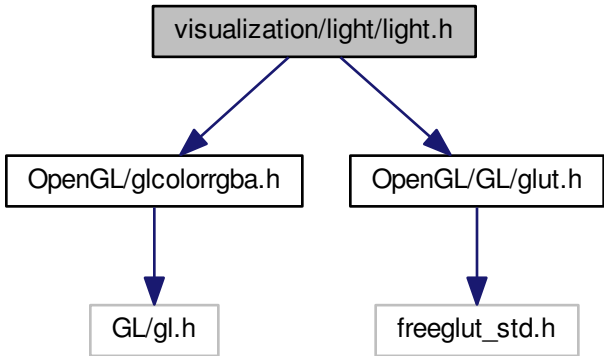 visualization/light/light.h
OpenGL/glcolorrgba.h
OpenGL/GL/glut.h
GL/gl.h
freeglut_std.h